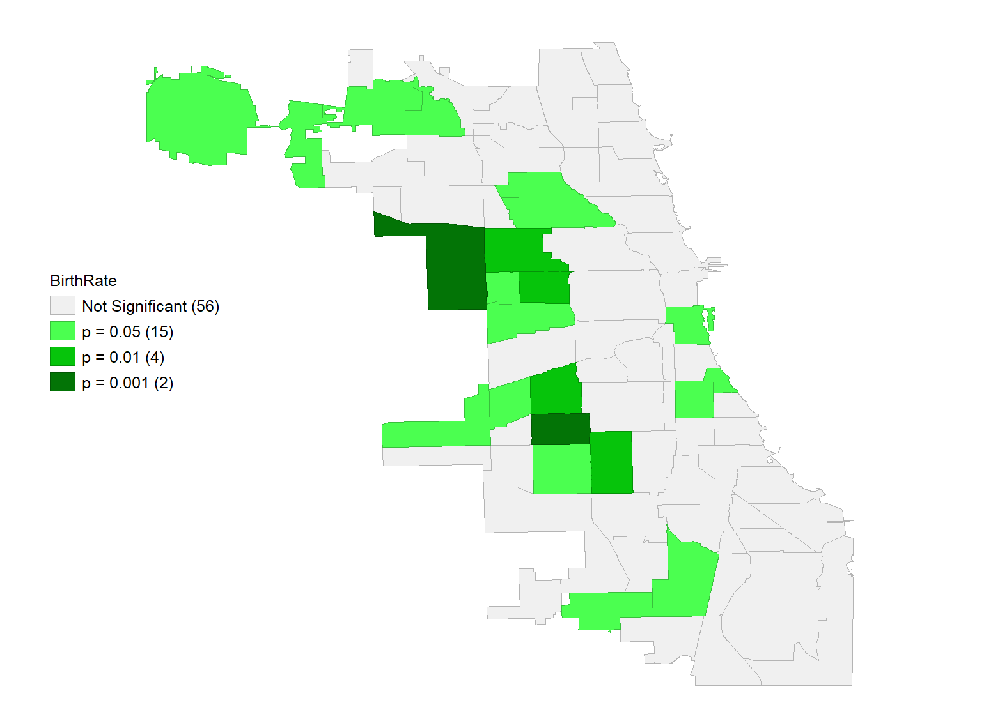 BirthRate
Not Significant (56)
p = 0.05 (15)
p = 0.01 (4)
p = 0.001 (2)